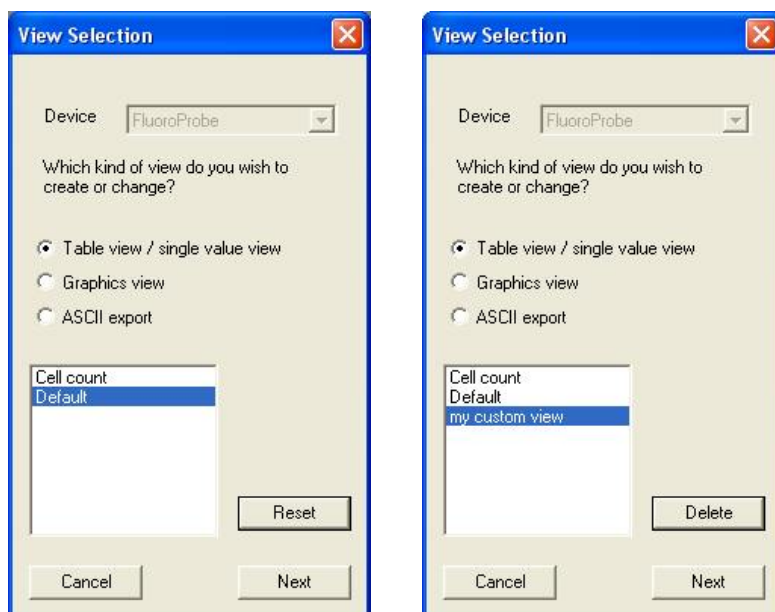 View Selection
Device FluoroProbe
Which kind of view do you wish to
create or change?
Table view / single value view
Graphics view
ASCII export
Cell count
Default
Reset
Cancel Next
View Selection
Device FluoroProbe
Which kind of view do you wish to
create or change?
Table view / single value view
Graphics view
ASCII export
Cell count
Default
my custom view
Delete
Cancel Next